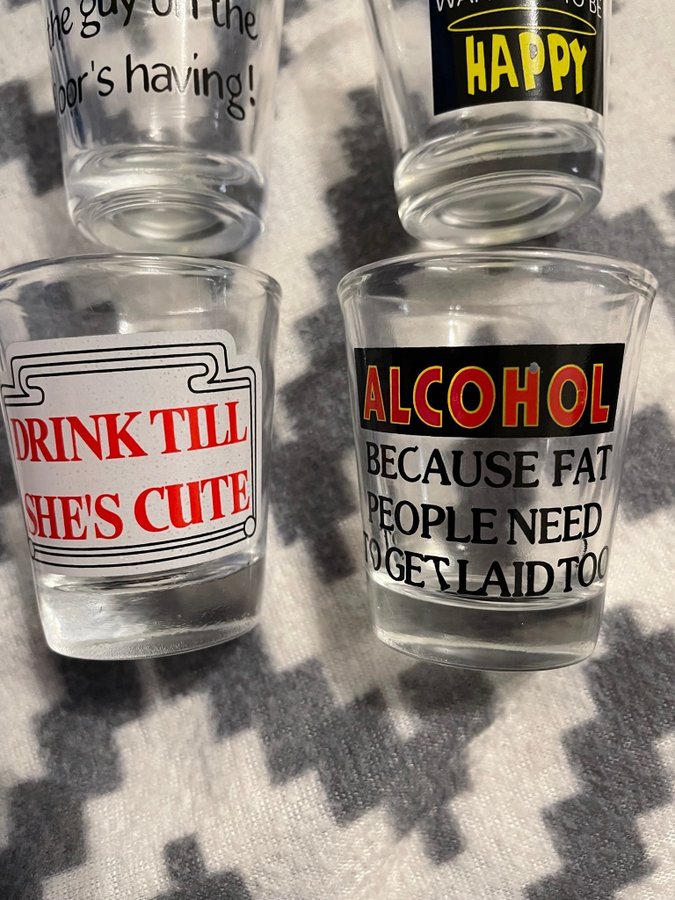 the guy on the
oor's having!
HAPPY
DRINK TILL
SHE'S CUTE
ALCOHOL
BECAUSE FAT
PEOPLE NEED
TO GET LAID TOO